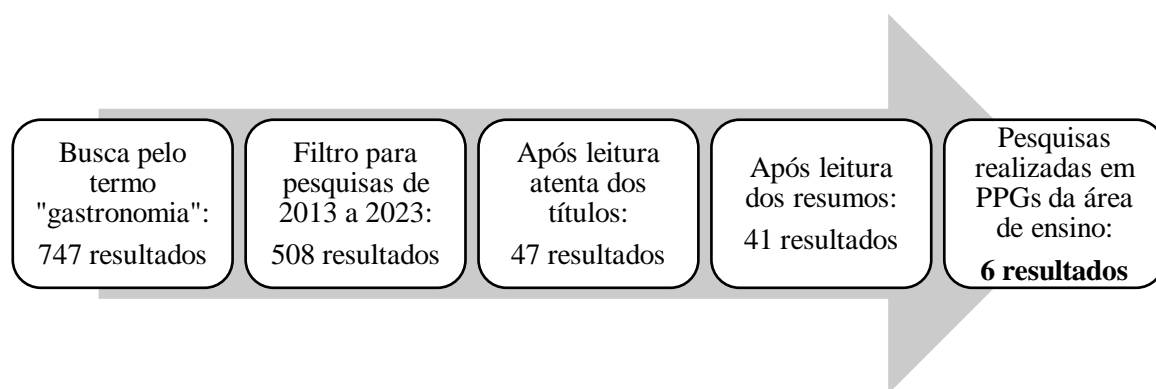 Busca pelo
termo
"gastronomia":
747 resultados
Filtro para
pesquisas de
2013 a 2023:
508 resultados
Após leitura
atenta dos
títulos:
47 resultados
Após leitura
dos resumos:
41 resultados
Pesquisas
realizadas em
PPGs da área
de ensino:
6 resultados